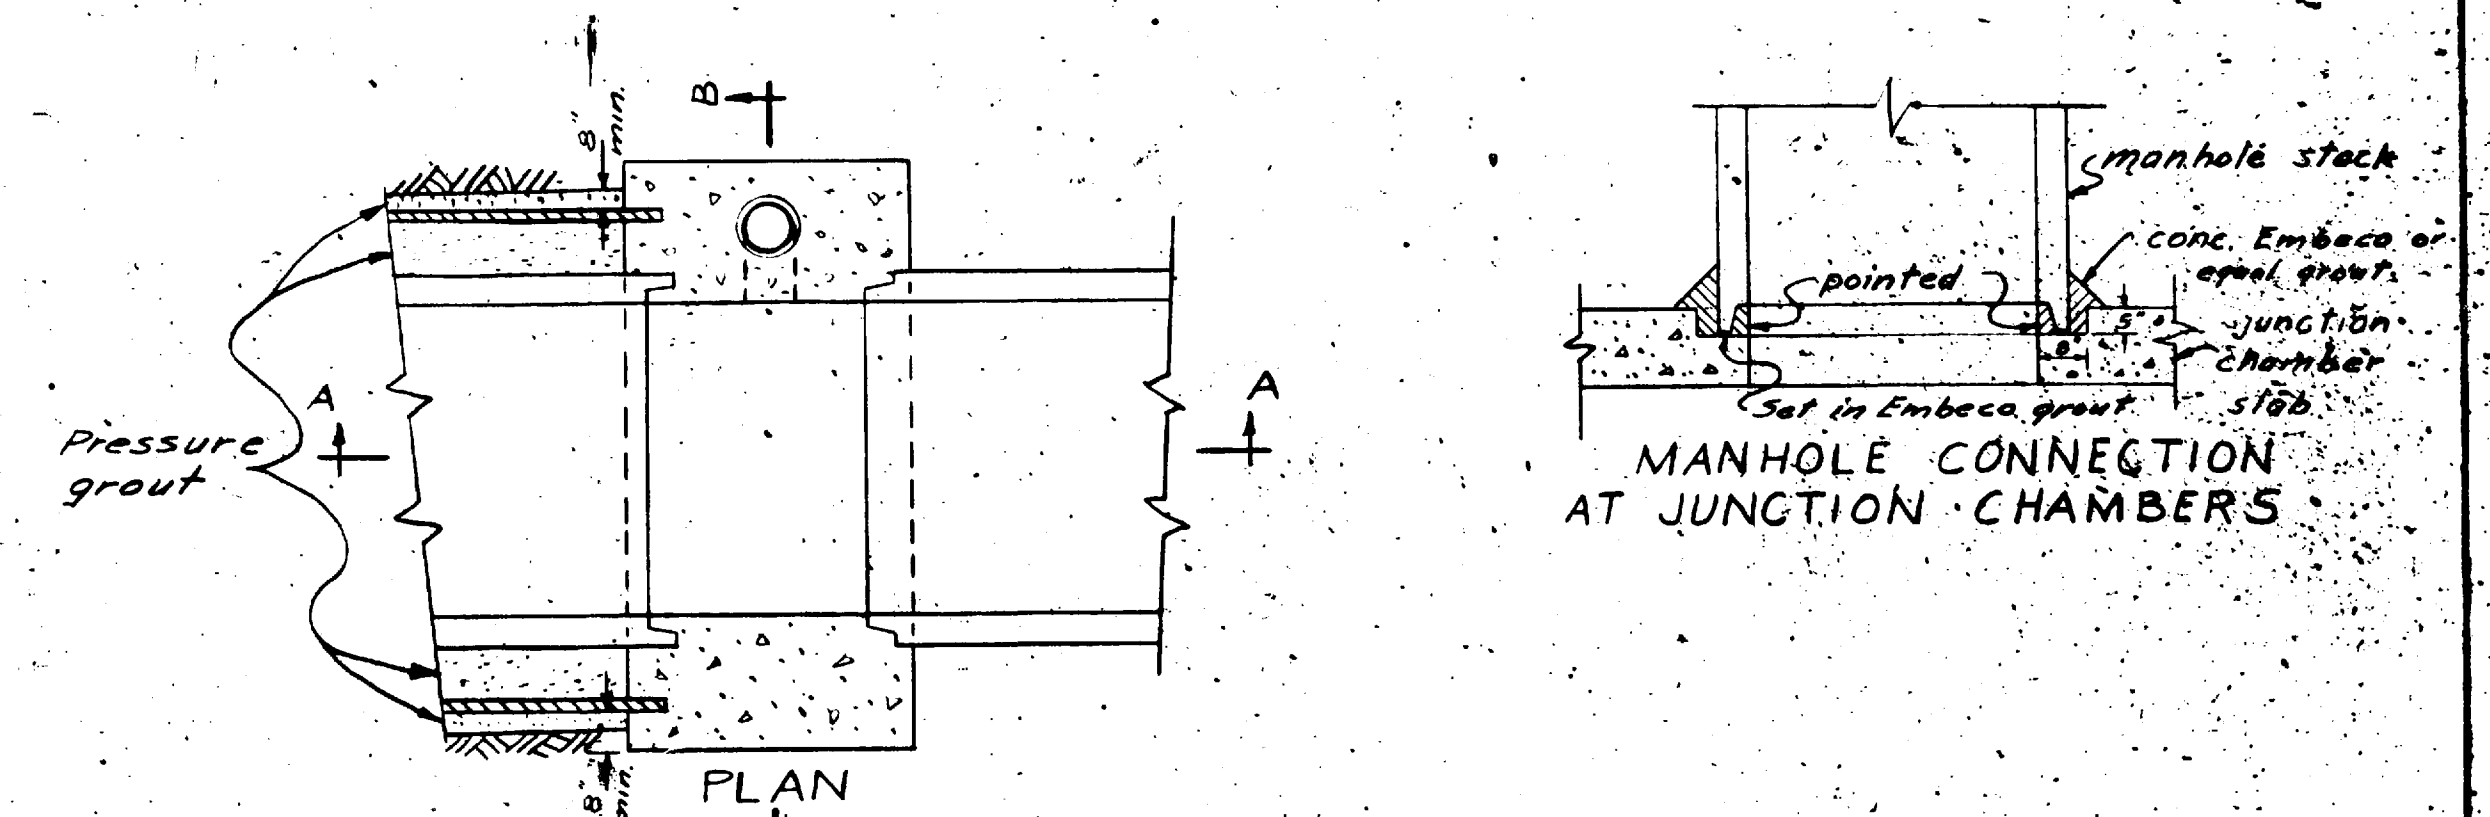 B
8"
min.
A
A
Pressure
grout
8"
min.
PLAN
manhole stack
conc. Embeco or
equal grout.
pointed
5"
8"
junction
chamber
slab
Set in Embeco grout
MANHOLE CONNECTION
AT JUNCTION CHAMBERS